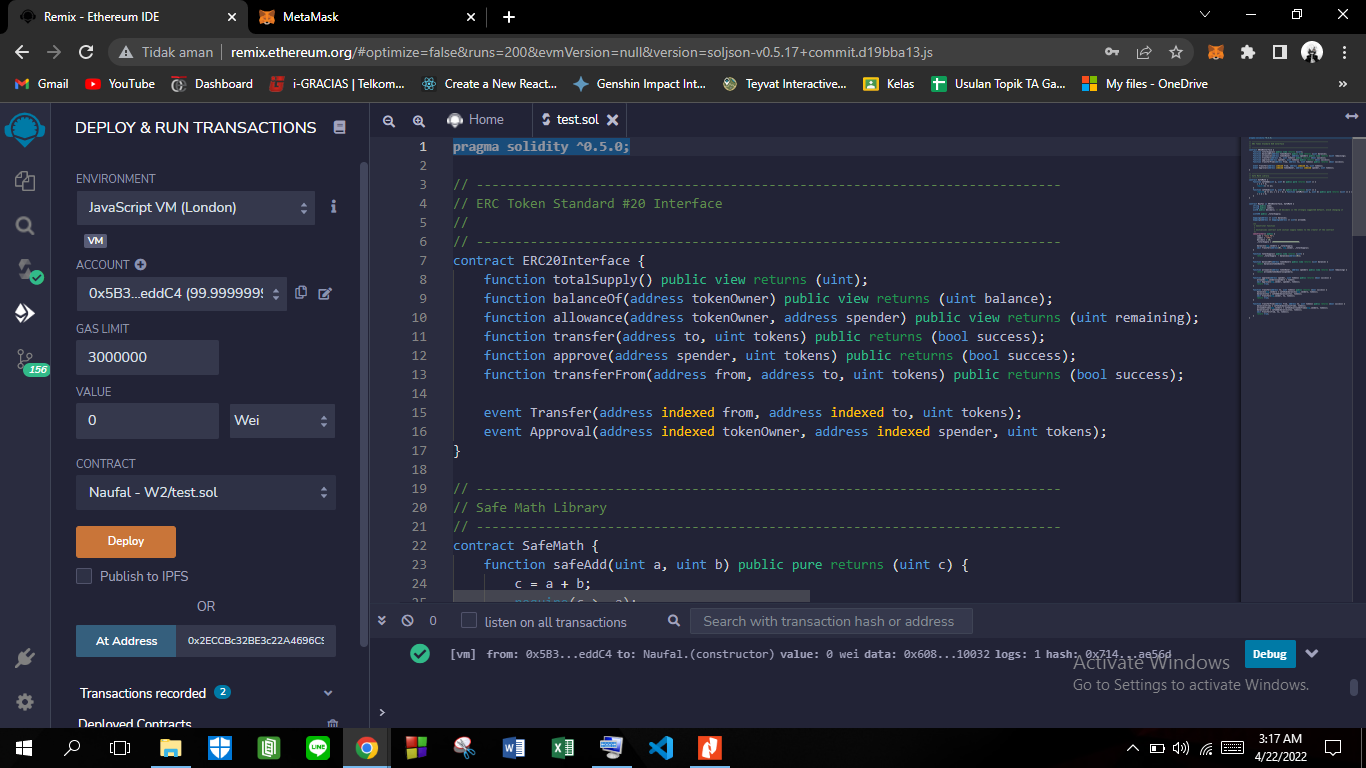 Remix - Ethereum IDE
MetaMask
Tidak aman
remix.ethereum.org/#optimize=false&runs=200&evmVersion=null&version=soljson-v0.5.17+commit.d19bba13.js
Gmail
YouTube
Dashboard
i-GRACIAS | Telkom...
Create a New React...
Genshin Impact Int...
Teyvat Interactive...
Kelas
Usulan Topik TA Ga...
My files - OneDrive
DEPLOY & RUN TRANSACTIONS
ENVIRONMENT
JavaScript VM (London)
VM
ACCOUNT
0x5B3...eddC4 (99.9999999
GAS LIMIT
3000000
VALUE
0
Wei
CONTRACT
Naufal - W2/test.sol
Deploy
Publish to IPFS
OR
At Address
0x2ECCBc32BE3c22A4696C
Transactions recorded 2
Deployed Contracts
156
Home
test.sol
1 pragma solidity ^0.5.0;
2
3 // ----------------------------------------------------------------------------
4 // ERC Token Standard #20 Interface
5 //
6 // ----------------------------------------------------------------------------
7 contract ERC20Interface {
8 function totalSupply() public view returns (uint);
9 function balanceOf(address tokenOwner) public view returns (uint balance);
10 function allowance(address tokenOwner, address spender) public view returns (uint remaining);
11 function transfer(address to, uint tokens) public returns (bool success);
12 function approve(address spender, uint tokens) public returns (bool success);
13 function transferFrom(address from, address to, uint tokens) public returns (bool success);
14
15 event Transfer(address indexed from, address indexed to, uint tokens);
16 event Approval(address indexed tokenOwner, address indexed spender, uint tokens);
17 }
18
19 // ----------------------------------------------------------------------------
20 // Safe Math Library
21 // ----------------------------------------------------------------------------
22 contract SafeMath {
23 function safeAdd(uint a, uint b) public pure returns (uint c) {
24 c = a + b;
0
listen on all transactions
Search with transaction hash or address
[vm] from: 0x5B3...eddC4 to: Naufal.(constructor) value: 0 wei data: 0x608...10032 logs: 1 hash: 0x714...ae56d
Debug
>
Activate Windows
Go to Settings to activate Windows.
3:17 AM
4/22/2022